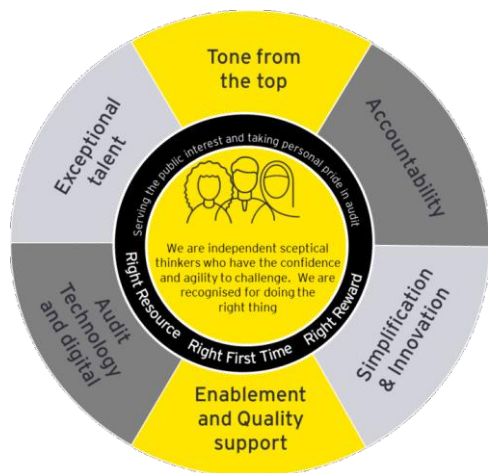 Tone from
the top
Accountability
Simplification
& Innovation
Enablement
and Quality
support
Audit
Technology
and digital
Exceptional
talent
Serving the public interest and taking personal pride in audit
We are independent sceptical
thinkers who have the confidence
and agility to challenge. We are
recognised for doing the
right thing
Right Resource Right First Time Right Reward